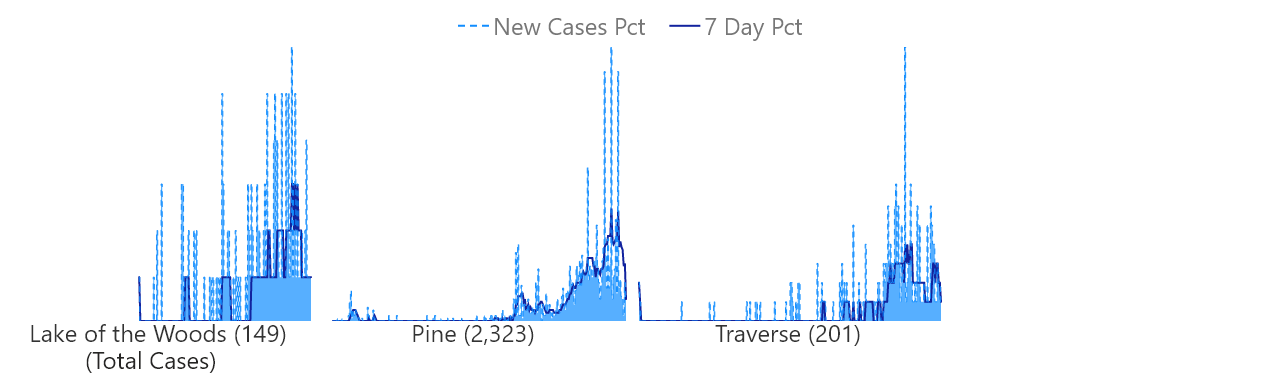 New Cases Pct 7 Day Pct
Lake of the Woods (149) Pine (2,323) Traverse (201)
(Total Cases)